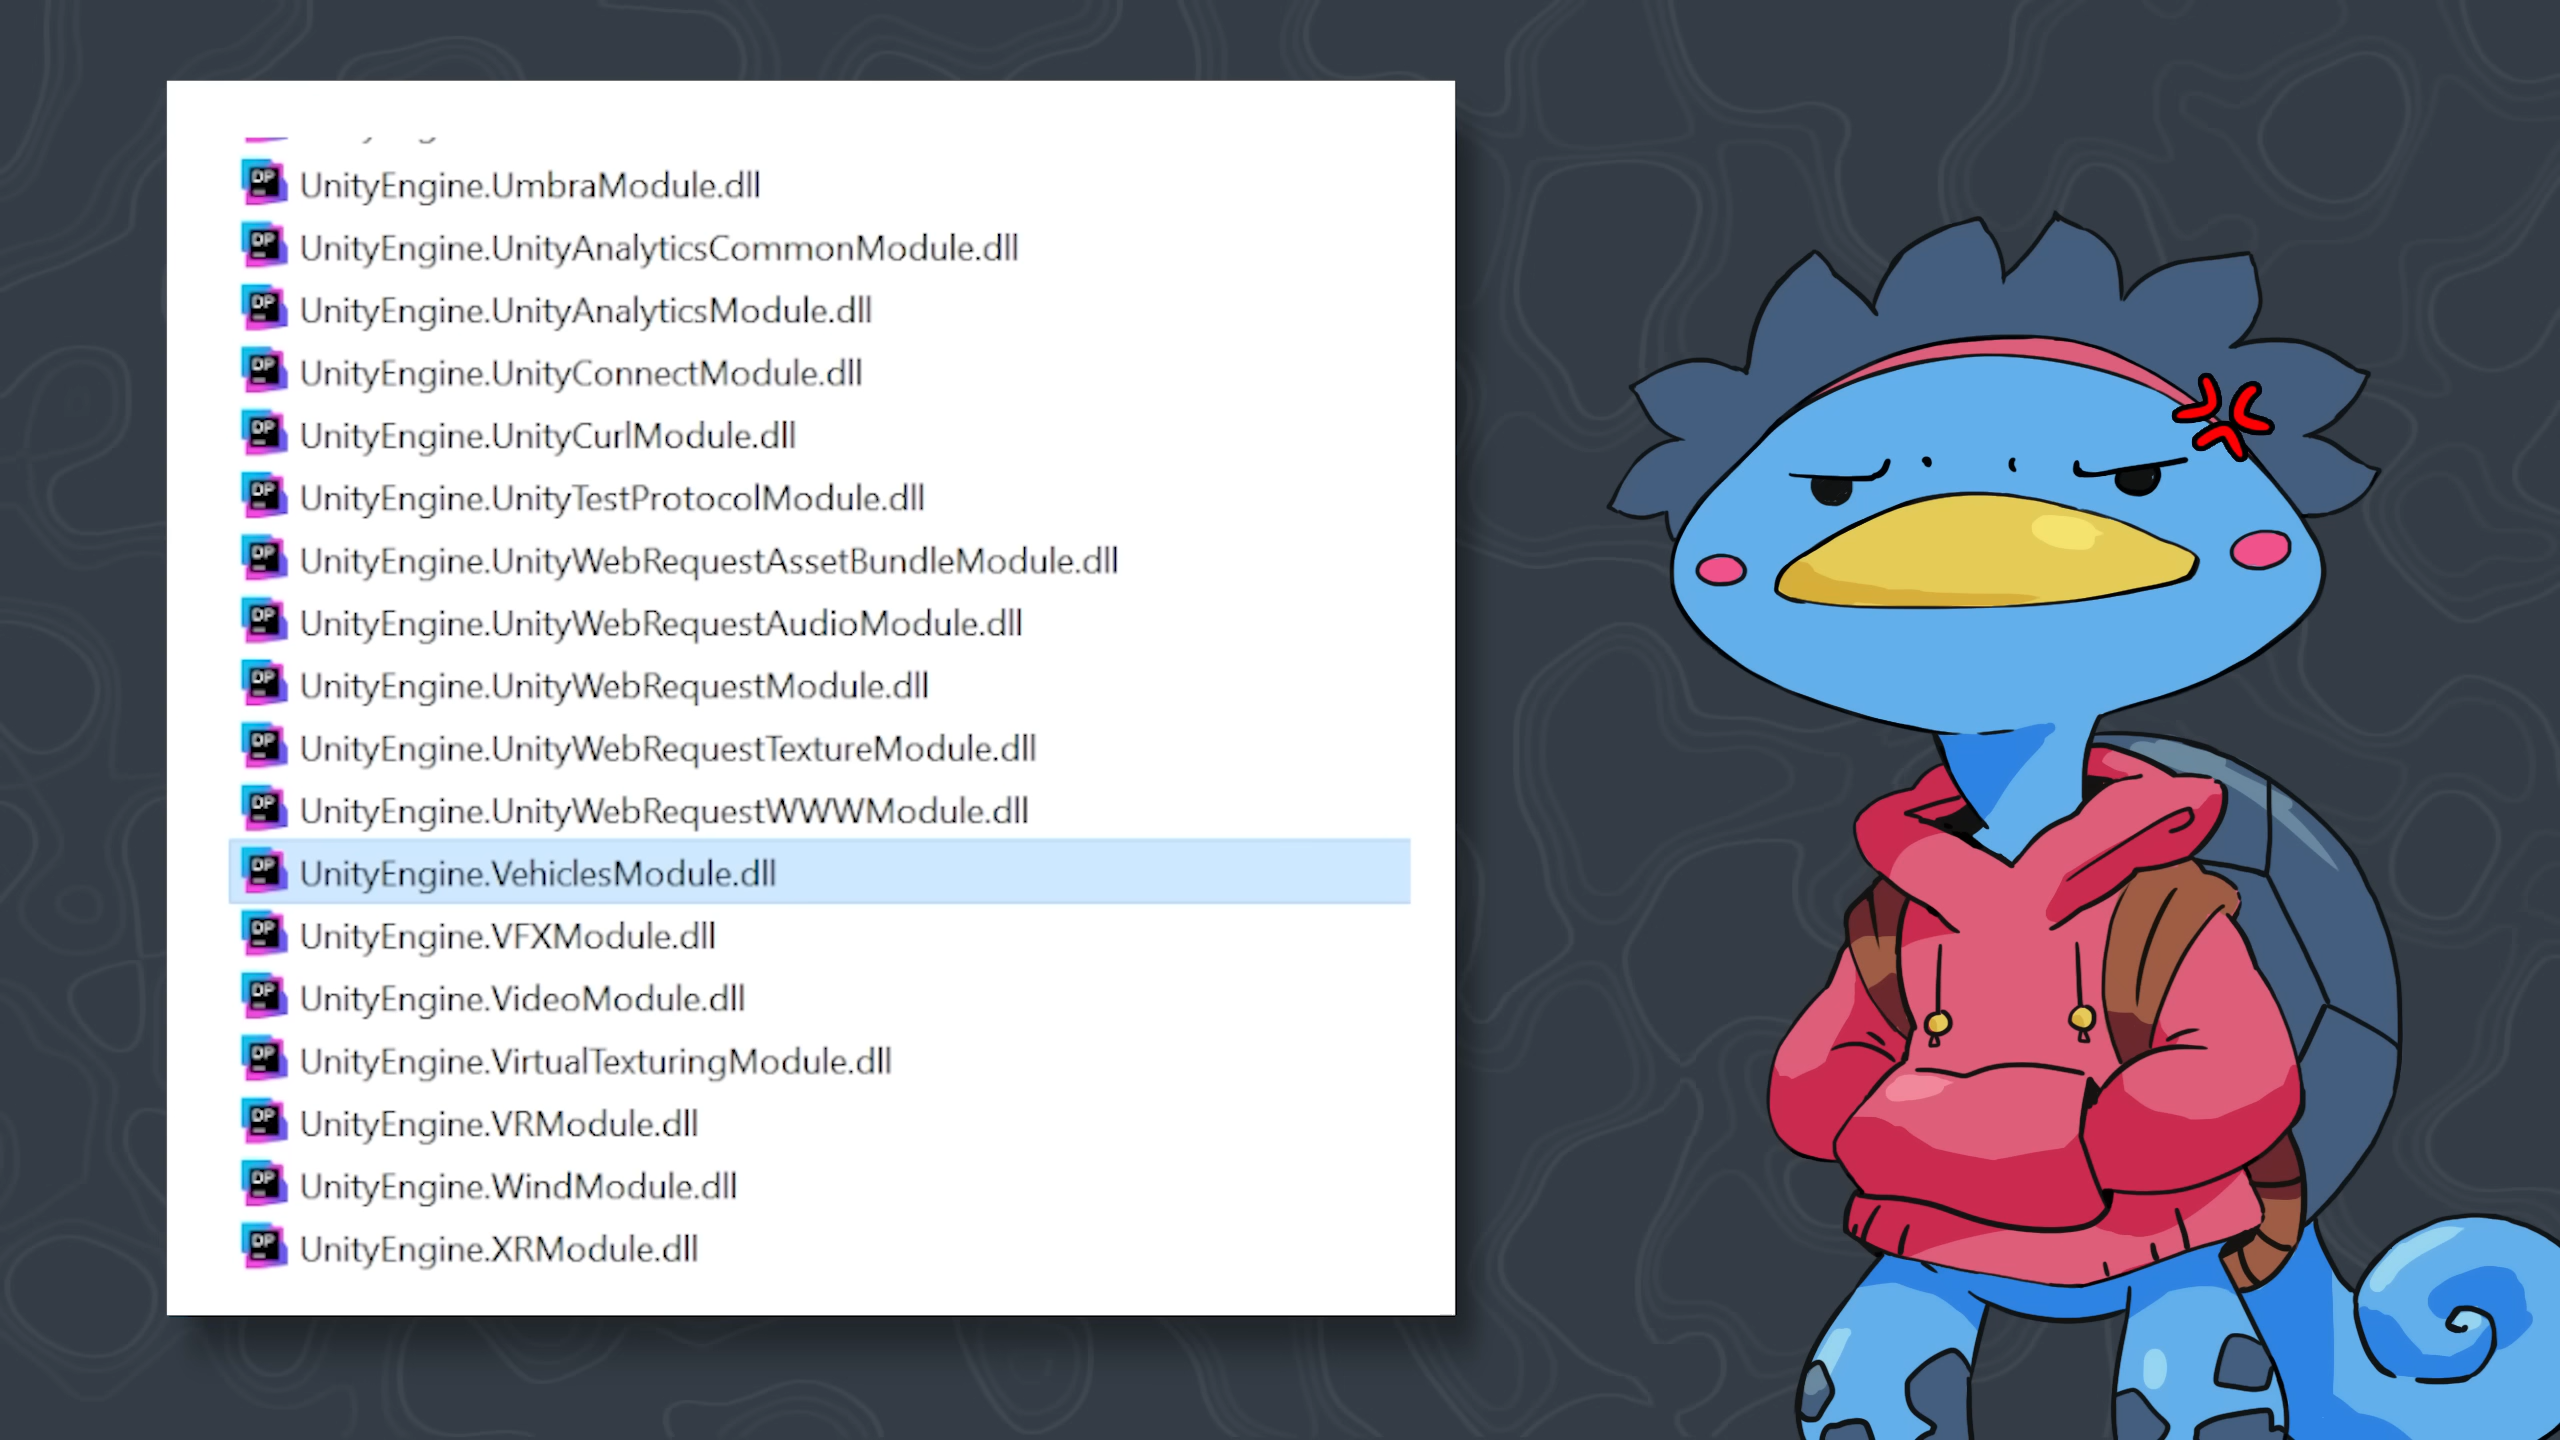 UnityEngine.UmbraModule.dll
UnityEngine.UnityAnalyticsCommonModule.dll
UnityEngine.UnityAnalyticsModule.dll
UnityEngine.UnityConnectModule.dll
UnityEngine.UnityCurlModule.dll
UnityEngine.UnityTestProtocolModule.dll
UnityEngine.UnityWebRequestAssetBundleModule.dll
UnityEngine.UnityWebRequestAudioModule.dll
UnityEngine.UnityWebRequestModule.dll
UnityEngine.UnityWebRequestTextureModule.dll
UnityEngine.UnityWebRequestWWWModule.dll
UnityEngine.VehiclesModule.dll
UnityEngine.VFXModule.dll
UnityEngine.VideoModule.dll
UnityEngine.VirtualTexturingModule.dll
UnityEngine.VRModule.dll
UnityEngine.WindModule.dll
UnityEngine.XRModule.dll